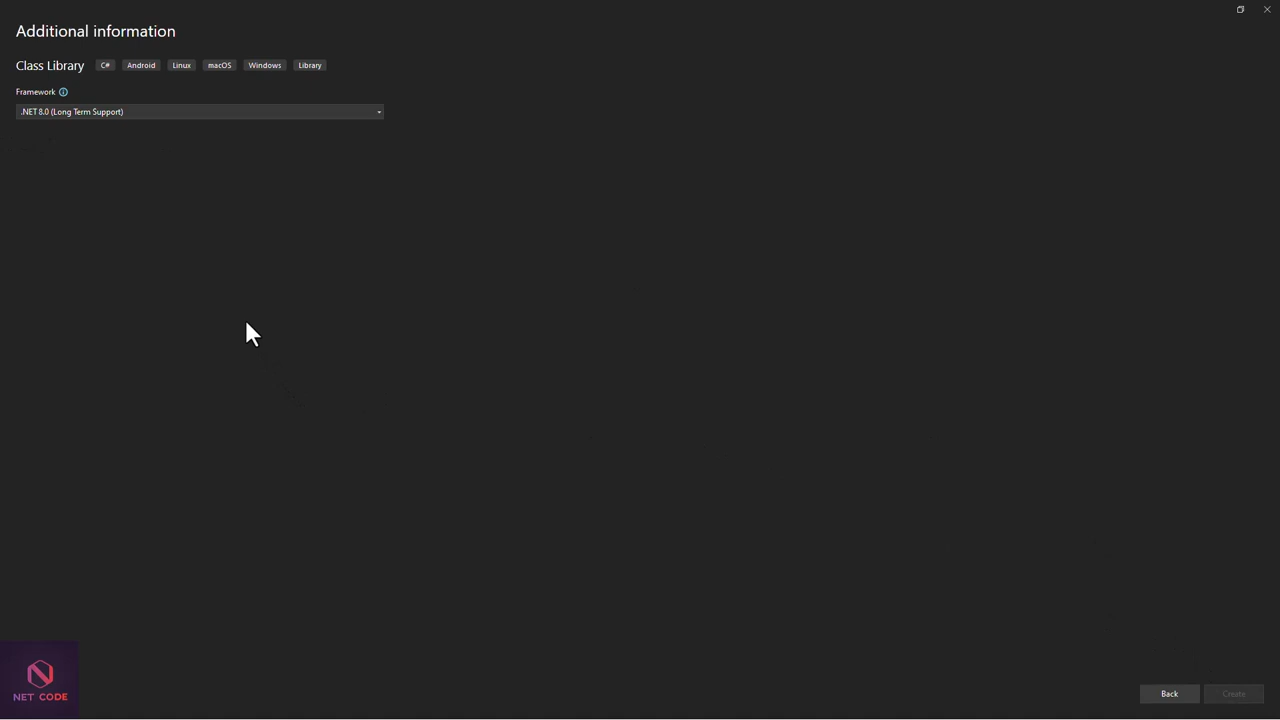 Additional information
Class Library C# Android Linux macOS Windows Library
Framework
.NET 8.0 (Long Term Support)
NET CODE
Back Create